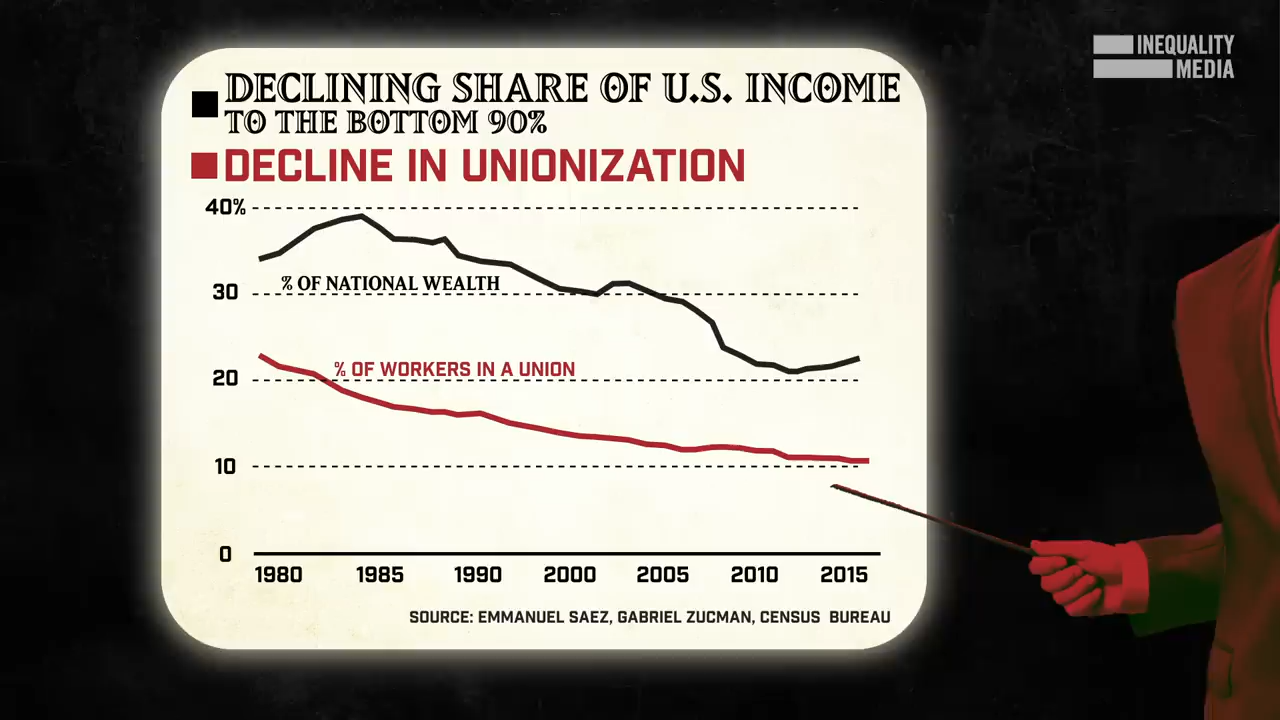 INEQUALITY
MEDIA
DECLINING SHARE OF U.S. INCOME
TO THE BOTTOM 90%
DECLINE IN UNIONIZATION
40%
% OF NATIONAL WEALTH
30
% OF WORKERS IN A UNION
20
10
0
1980 1985 1990 2000 2005 2010 2015
SOURCE: EMMANUEL SAEZ, GABRIEL ZUCMAN, CENSUS BUREAU